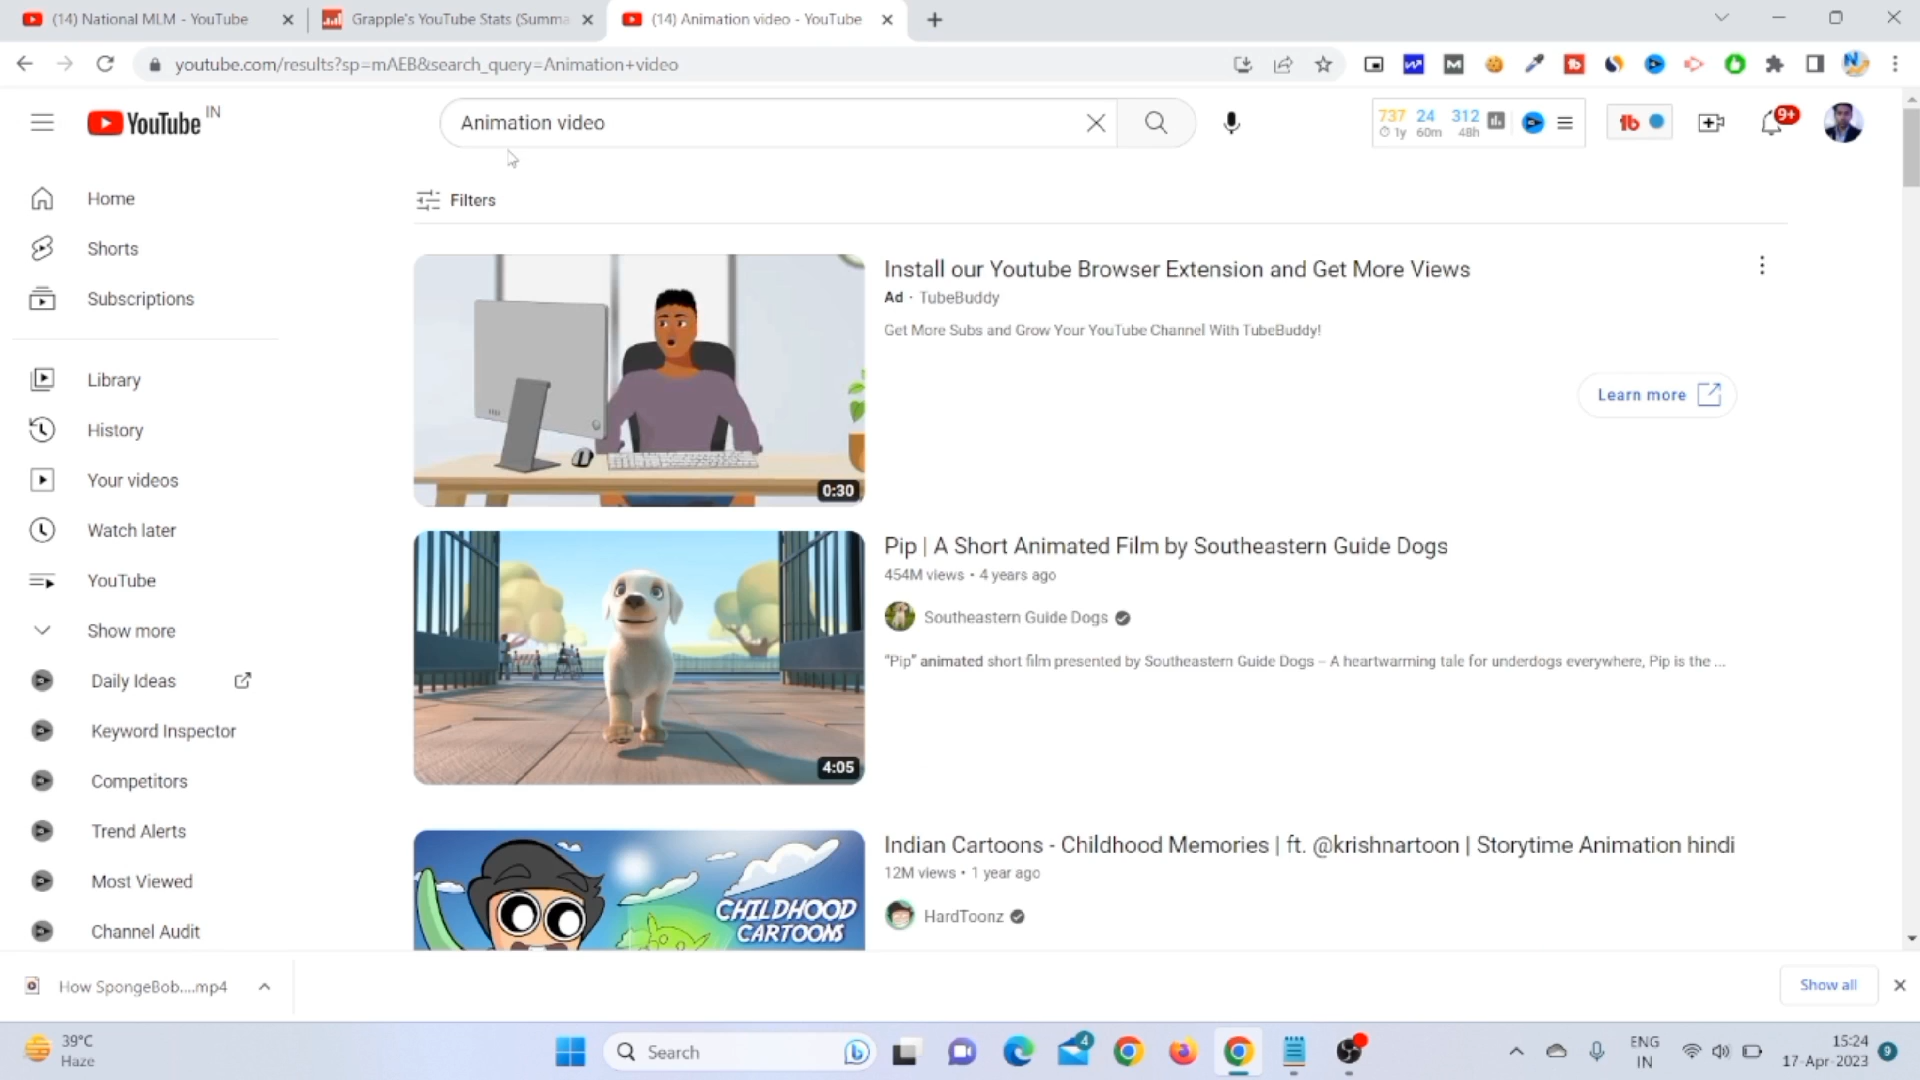 (14) National MLM - YouTube
Grapple's YouTube Stats (Summa
(14) Animation video - YouTube
youtube.com/results?sp=mAEB&search_query=Animation+video
YouTube IN
Animation video
737 24 312
1y 60m 48h
9+
Home
Shorts
Subscriptions
Library
History
Your videos
Watch later
YouTube
Show more
Daily Ideas
Keyword Inspector
Competitors
Trend Alerts
Most Viewed
Channel Audit
Filters
0:30
Install our Youtube Browser Extension and Get More Views
Ad · TubeBuddy
Get More Subs and Grow Your YouTube Channel With TubeBuddy!
Learn more
4:05
Pip | A Short Animated Film by Southeastern Guide Dogs
454M views • 4 years ago
Southeastern Guide Dogs
"Pip" animated short film presented by Southeastern Guide Dogs – A heartwarming tale for underdogs everywhere, Pip is the ...
CHILDHOOD
CARTOONS
Indian Cartoons - Childhood Memories | ft. @krishnartoon | Storytime Animation hindi
12M views • 1 year ago
HardToonz
How SpongeBob....mp4
Show all
39°C
Haze
Search
4
ENG
IN
15:24
17-Apr-2023
9